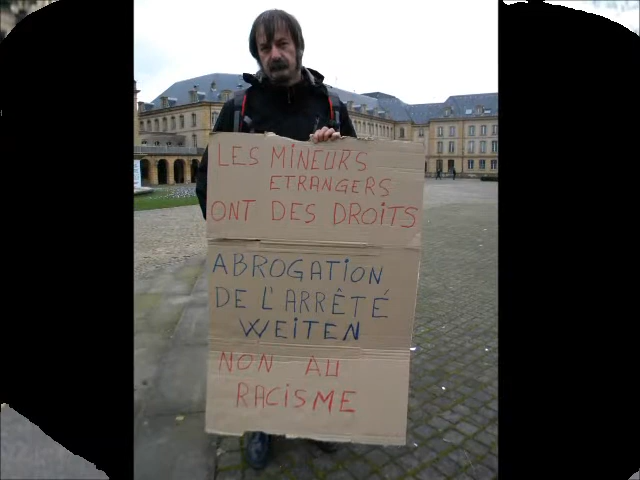 LES MINEURS
ETRANGERS
ONT DES DROITS
ABROGATION
DE L'ARRÊTÉ
WEITEN
NON AU
RACISME